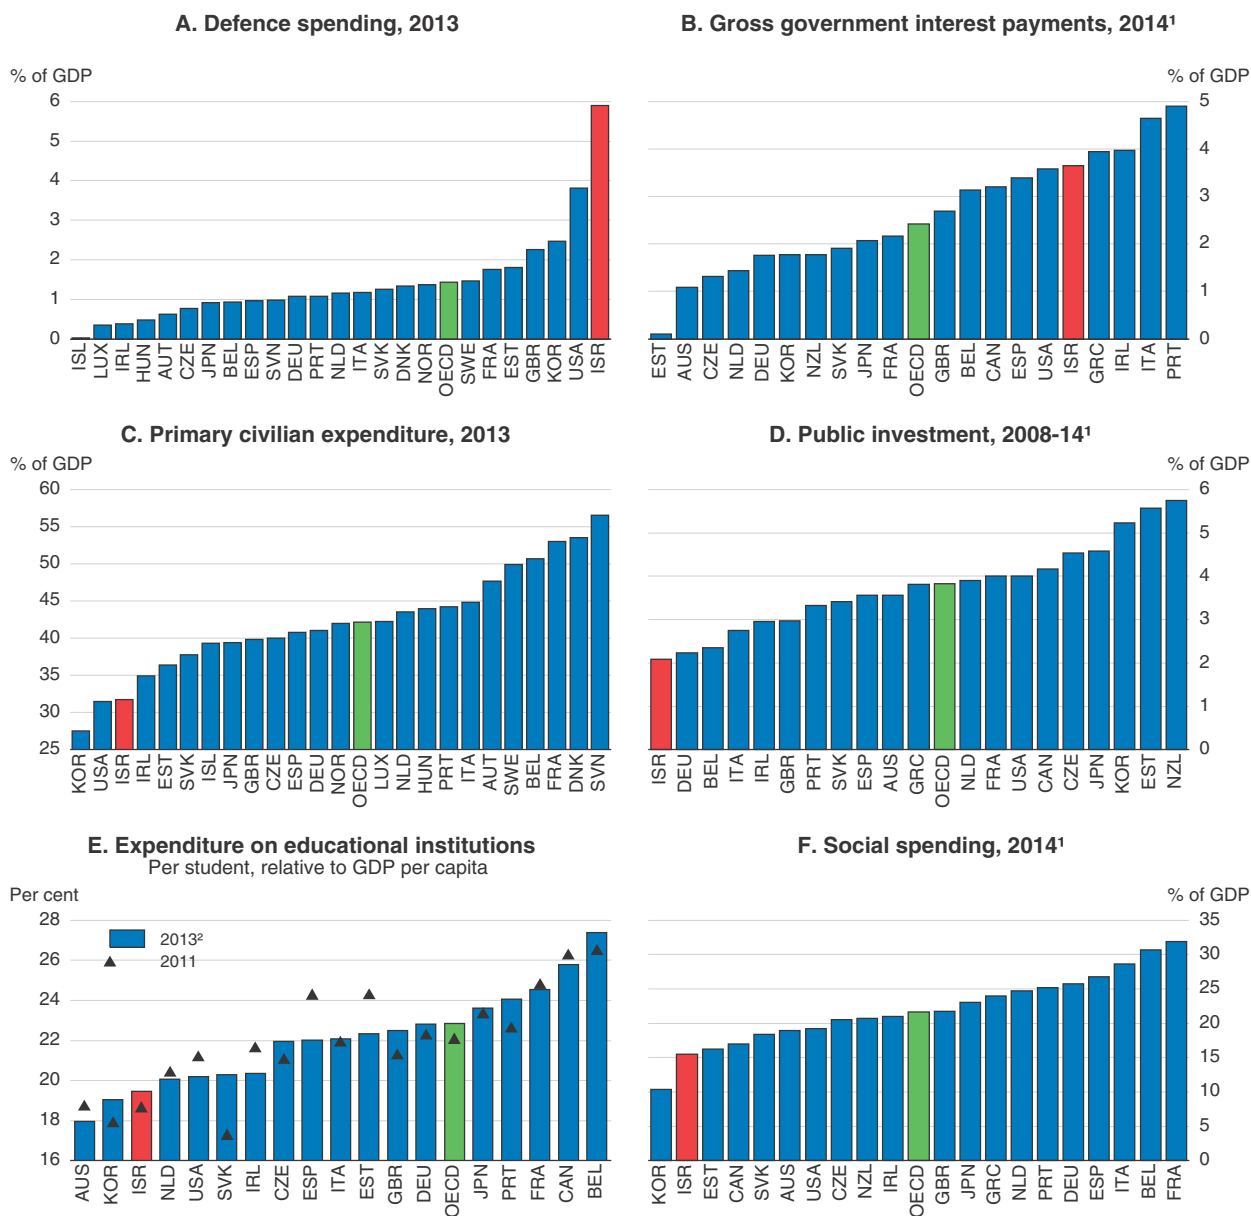 A. Defence spending, 2013
% of GDP
6
5
4
3
2
1
0
ISL LUX IRL HUN AUT CZE JPN BEL ESP SVN DEU PRT NLD ITA SVK DNK NOR OECD SWE FRA EST GBR KOR USA ISR
B. Gross government interest payments, 2014¹
% of GDP
5
4
3
2
1
0
EST AUS CZE NLD DEU KOR NZL SVK JPN FRA OECD GBR BEL CAN ESP USA ISR GRC IRL ITA PRT
C. Primary civilian expenditure, 2013
% of GDP
60
55
50
45
40
35
30
25
KOR USA ISR IRL EST SVK ISL JPN GBR CZE ESP DEU NOR OECD LUX NLD HUN PRT ITA AUT SWE BEL FRA DNK SVN
D. Public investment, 2008-14¹
% of GDP
6
5
4
3
2
1
0
ISR DEU BEL ITA IRL GBR PRT SVK ESP AUS GRC OECD NLD FRA USA CAN CZE JPN KOR EST NZL
E. Expenditure on educational institutions
Per student, relative to GDP per capita
Per cent
28
26
24
22
20
18
16
2013²
2011
AUS KOR ISR NLD USA SVK IRL CZE ESP ITA EST GBR DEU OECD JPN PRT FRA CAN BEL
F. Social spending, 2014¹
% of GDP
35
30
25
20
15
10
5
0
KOR ISR EST CAN SVK AUS USA CZE NZL IRL OECD GBR JPN GRC NLD PRT DEU ESP ITA BEL FRA